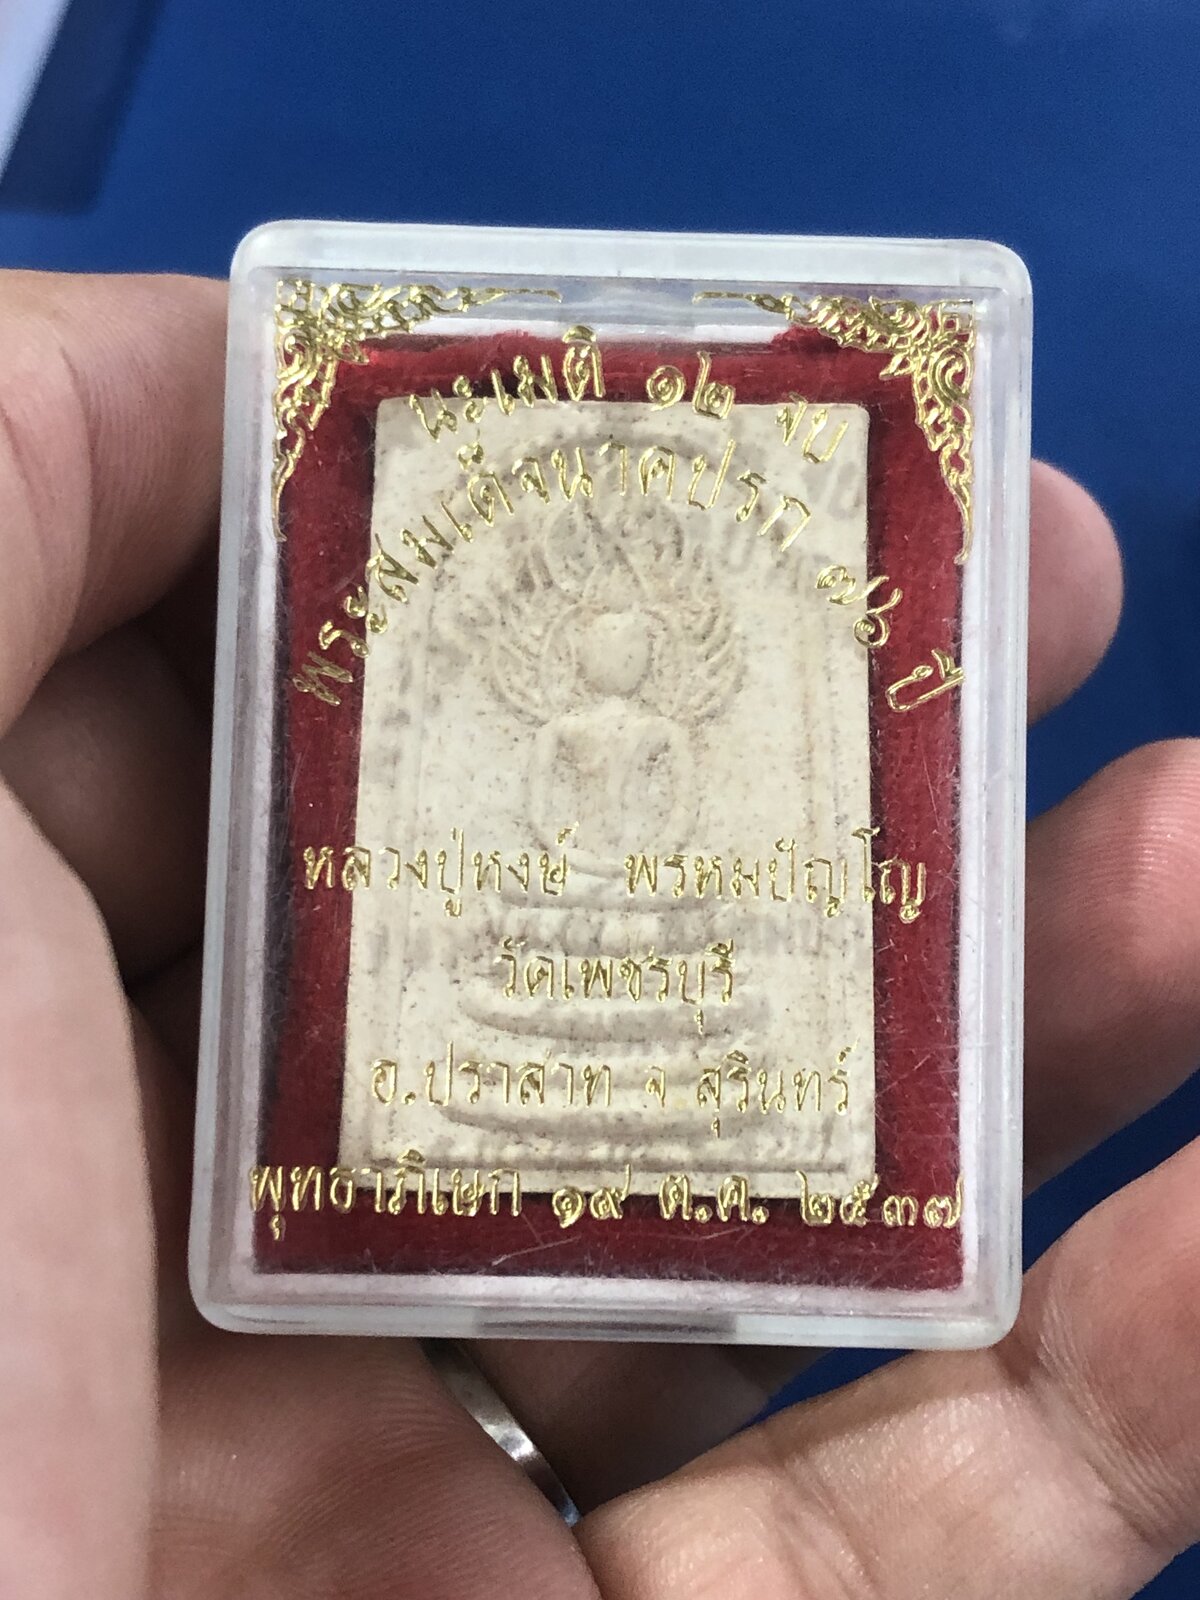 นะเมติ ๑๒ จบ
พระสมเด็จนาคปรก ๗๖ ปี
หลวงปู่หงษ์ พรหมปัญโญ
วัดเพชรบุรี
อ.ปราสาท จ.สุรินทร์
พุทธาภิเษก ๑๙ ต.ค. ๒๕๓๗